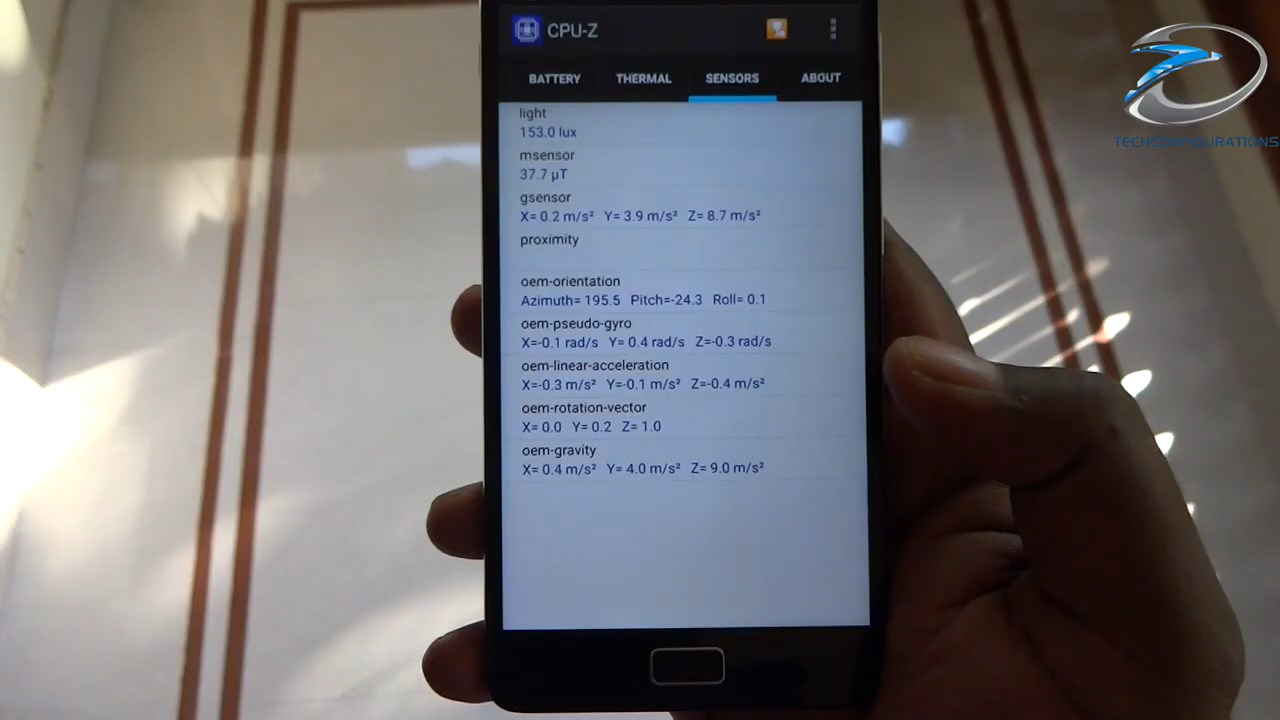 CPU-Z
BATTERY THERMAL SENSORS ABOUT
light
153.0 lux
msensor
37.7 µT
gsensor
X= 0.2 m/s² Y= 3.9 m/s² Z= 8.7 m/s²
proximity
oem-orientation
Azimuth= 195.5 Pitch=-24.3 Roll= 0.1
oem-pseudo-gyro
X=-0.1 rad/s Y= 0.4 rad/s Z=-0.3 rad/s
oem-linear-acceleration
X=-0.3 m/s² Y=-0.1 m/s² Z=-0.4 m/s²
oem-rotation-vector
X= 0.0 Y= 0.2 Z= 1.0
oem-gravity
X= 0.4 m/s² Y= 4.0 m/s² Z= 9.0 m/s²
TECHCONFIGURATIONS